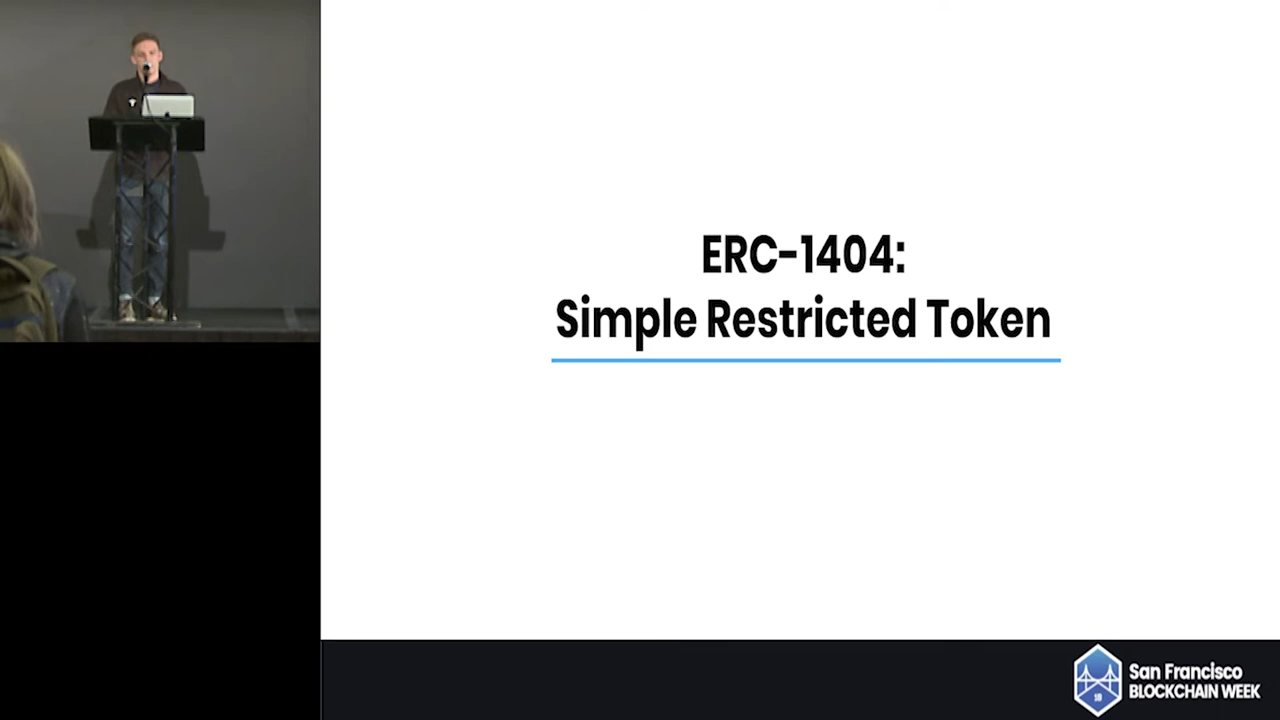 ERC-1404:
Simple Restricted Token
San Francisco
BLOCKCHAIN WEEK